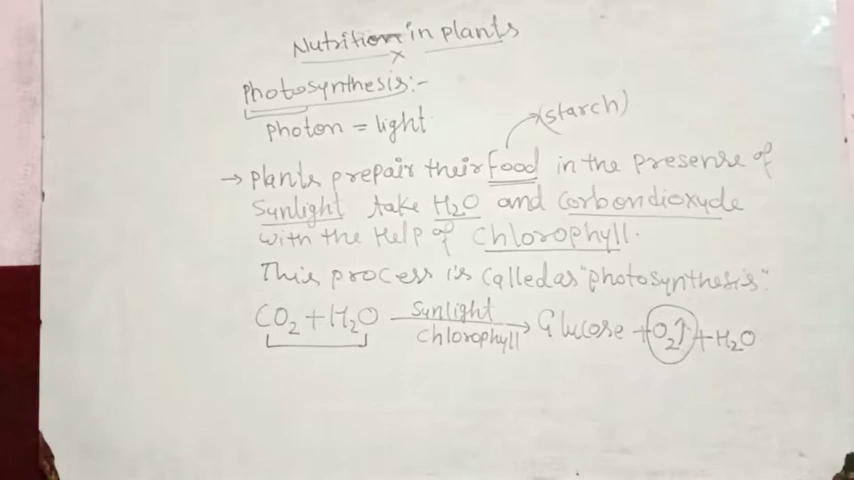 Nutrition in plants
x
Photosynthesis:-
Photon = light
(starch)
→ Plants prepair their Food in the presense of
Sunlight take H₂O and Corbondioxyde
with the Help of Chlorophyll.
This process is called as "photosynthesis".
CO₂ + H₂O Sunlight Chlorophyll → Glucose + O₂↑ + H₂O